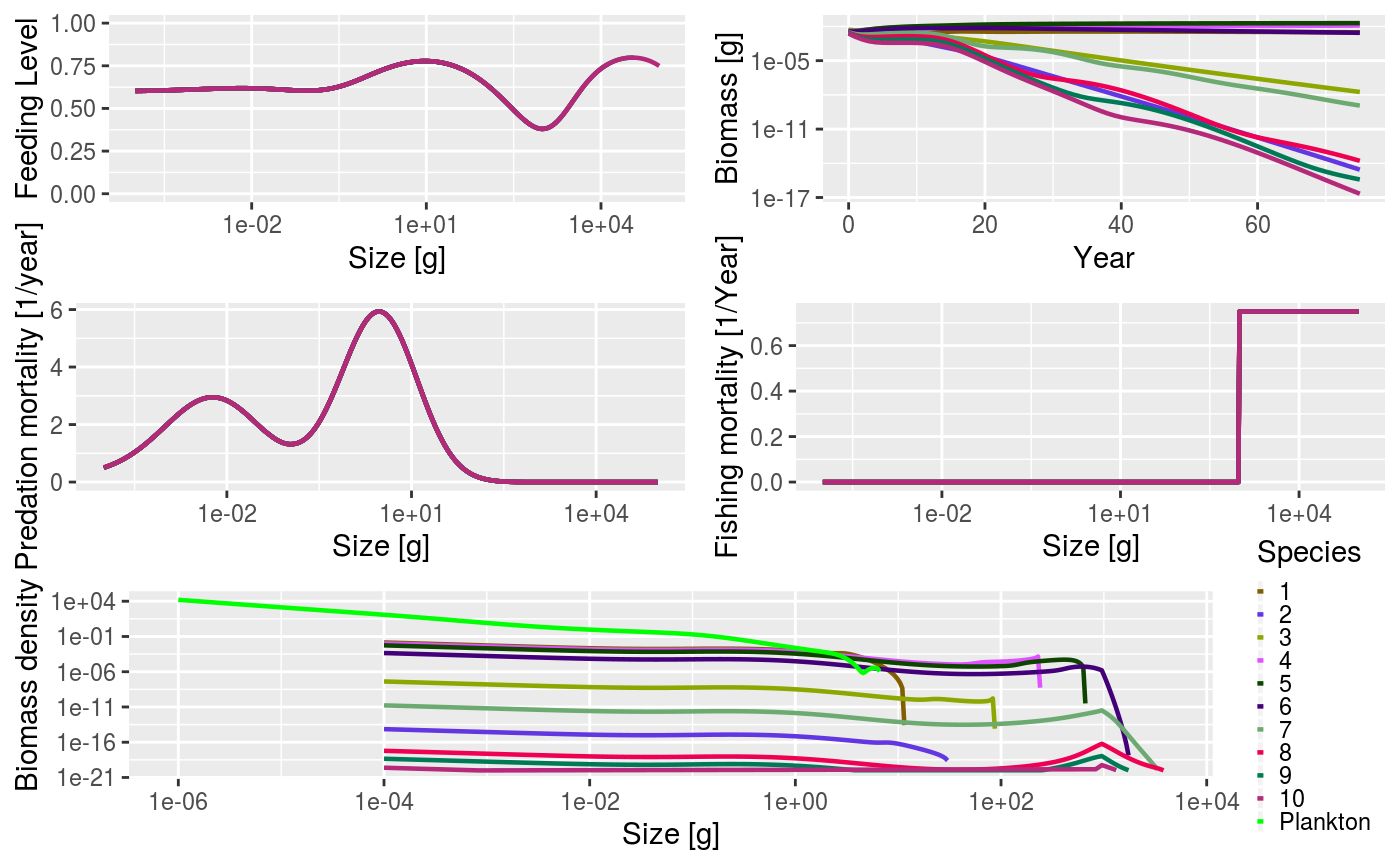 Feeding Level
1.00
0.75
0.50
0.25
0.00
1e-02 1e+01 1e+04
Size [g]
Biomass [g]
1e-05
1e-11
1e-17
0 20 40 60
Year
Predation mortality [1/year]
6
4
2
0
1e-02 1e+01 1e+04
Size [g]
Fishing mortality [1/Year]
0.6
0.4
0.2
0.0
1e-02 1e+01 1e+04
Size [g]
Biomass density
1e+04
1e-01
1e-06
1e-11
1e-16
1e-21
1e-06 1e-04 1e-02 1e+00 1e+02 1e+04
Size [g]
Species
1
2
3
4
5
6
7
8
9
10
Plankton